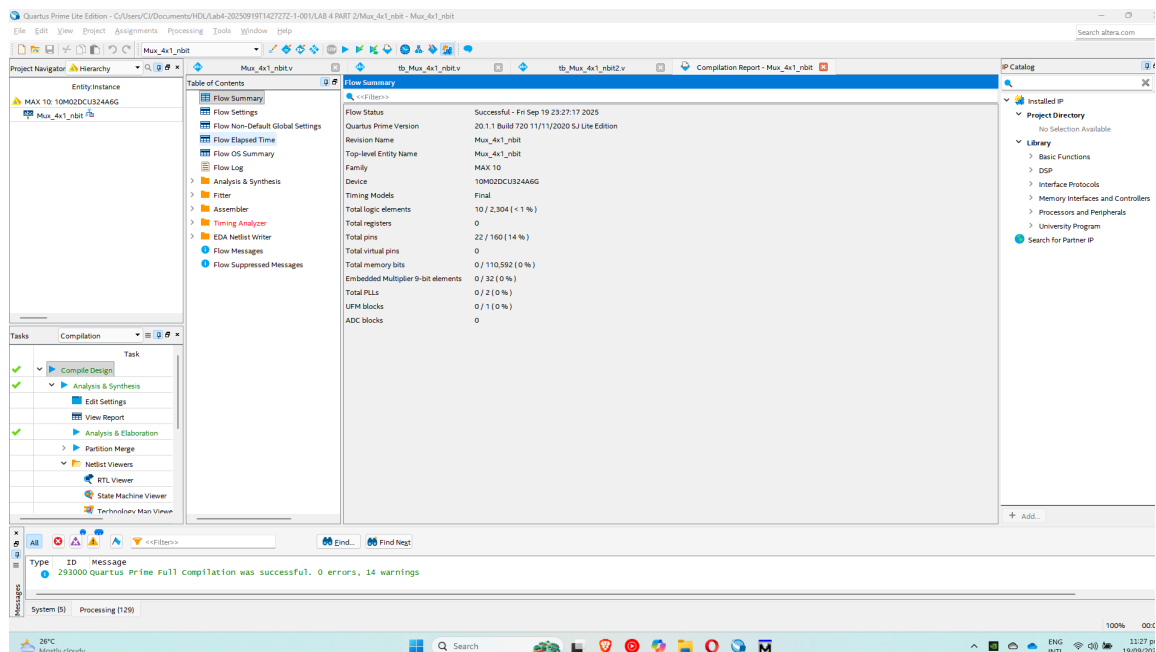 Quartus Prime Lite Edition - C:/Users/CJ/Documents/HDL/Lab4-20250919T142727Z-1-001/LAB 4 PART 2/Mux_4x1_nbit - Mux_4x1_nbit
File Edit View Project Assignments Processing Tools Window Help
Search altera.com
Mux_4x1_nbit
Project Navigator Hierarchy
Mux_4x1_nbit.v
tb_Mux_4x1_nbit.v
tb_Mux_4x1_nbit2.v
Compilation Report - Mux_4x1_nbit
IP Catalog
Entity:Instance
MAX 10: 10M02DCU324A6G
Mux_4x1_nbit
Table of Contents
Flow Summary
Flow Settings
Flow Non-Default Global Settings
Flow Elapsed Time
Flow OS Summary
Flow Log
Analysis & Synthesis
Fitter
Assembler
Timing Analyzer
EDA Netlist Writer
Flow Messages
Flow Suppressed Messages
Flow Summary
<<Filter>>
Flow Status Successful - Fri Sep 19 23:27:17 2025
Quartus Prime Version 20.1.1 Build 720 11/11/2020 SJ Lite Edition
Revision Name Mux_4x1_nbit
Top-level Entity Name Mux_4x1_nbit
Family MAX 10
Device 10M02DCU324A6G
Timing Models Final
Total logic elements 10 / 2,304 ( < 1 % )
Total registers 0
Total pins 22 / 160 ( 14 % )
Total virtual pins 0
Total memory bits 0 / 110,592 ( 0 % )
Embedded Multiplier 9-bit elements 0 / 32 ( 0 % )
Total PLLs 0 / 2 ( 0 % )
UFM blocks 0 / 1 ( 0 % )
ADC blocks 0
Installed IP
Project Directory
No Selection Available
Library
Basic Functions
DSP
Interface Protocols
Memory Interfaces and Controllers
Processors and Peripherals
University Program
Search for Partner IP
+ Add...
Tasks Compilation
Task
Compile Design
Analysis & Synthesis
Edit Settings
View Report
Analysis & Elaboration
Partition Merge
Netlist Viewers
RTL Viewer
State Machine Viewer
Technology Map Viewe
All <<Filter>> Find... Find Next
Type ID Message
293000 Quartus Prime Full Compilation was successful. 0 errors, 14 warnings
Messages
System (5) Processing (129)
100% 00:0
26°C
Mostly cloudy
Search
ENG
INTL
11:27 p
19/09/202